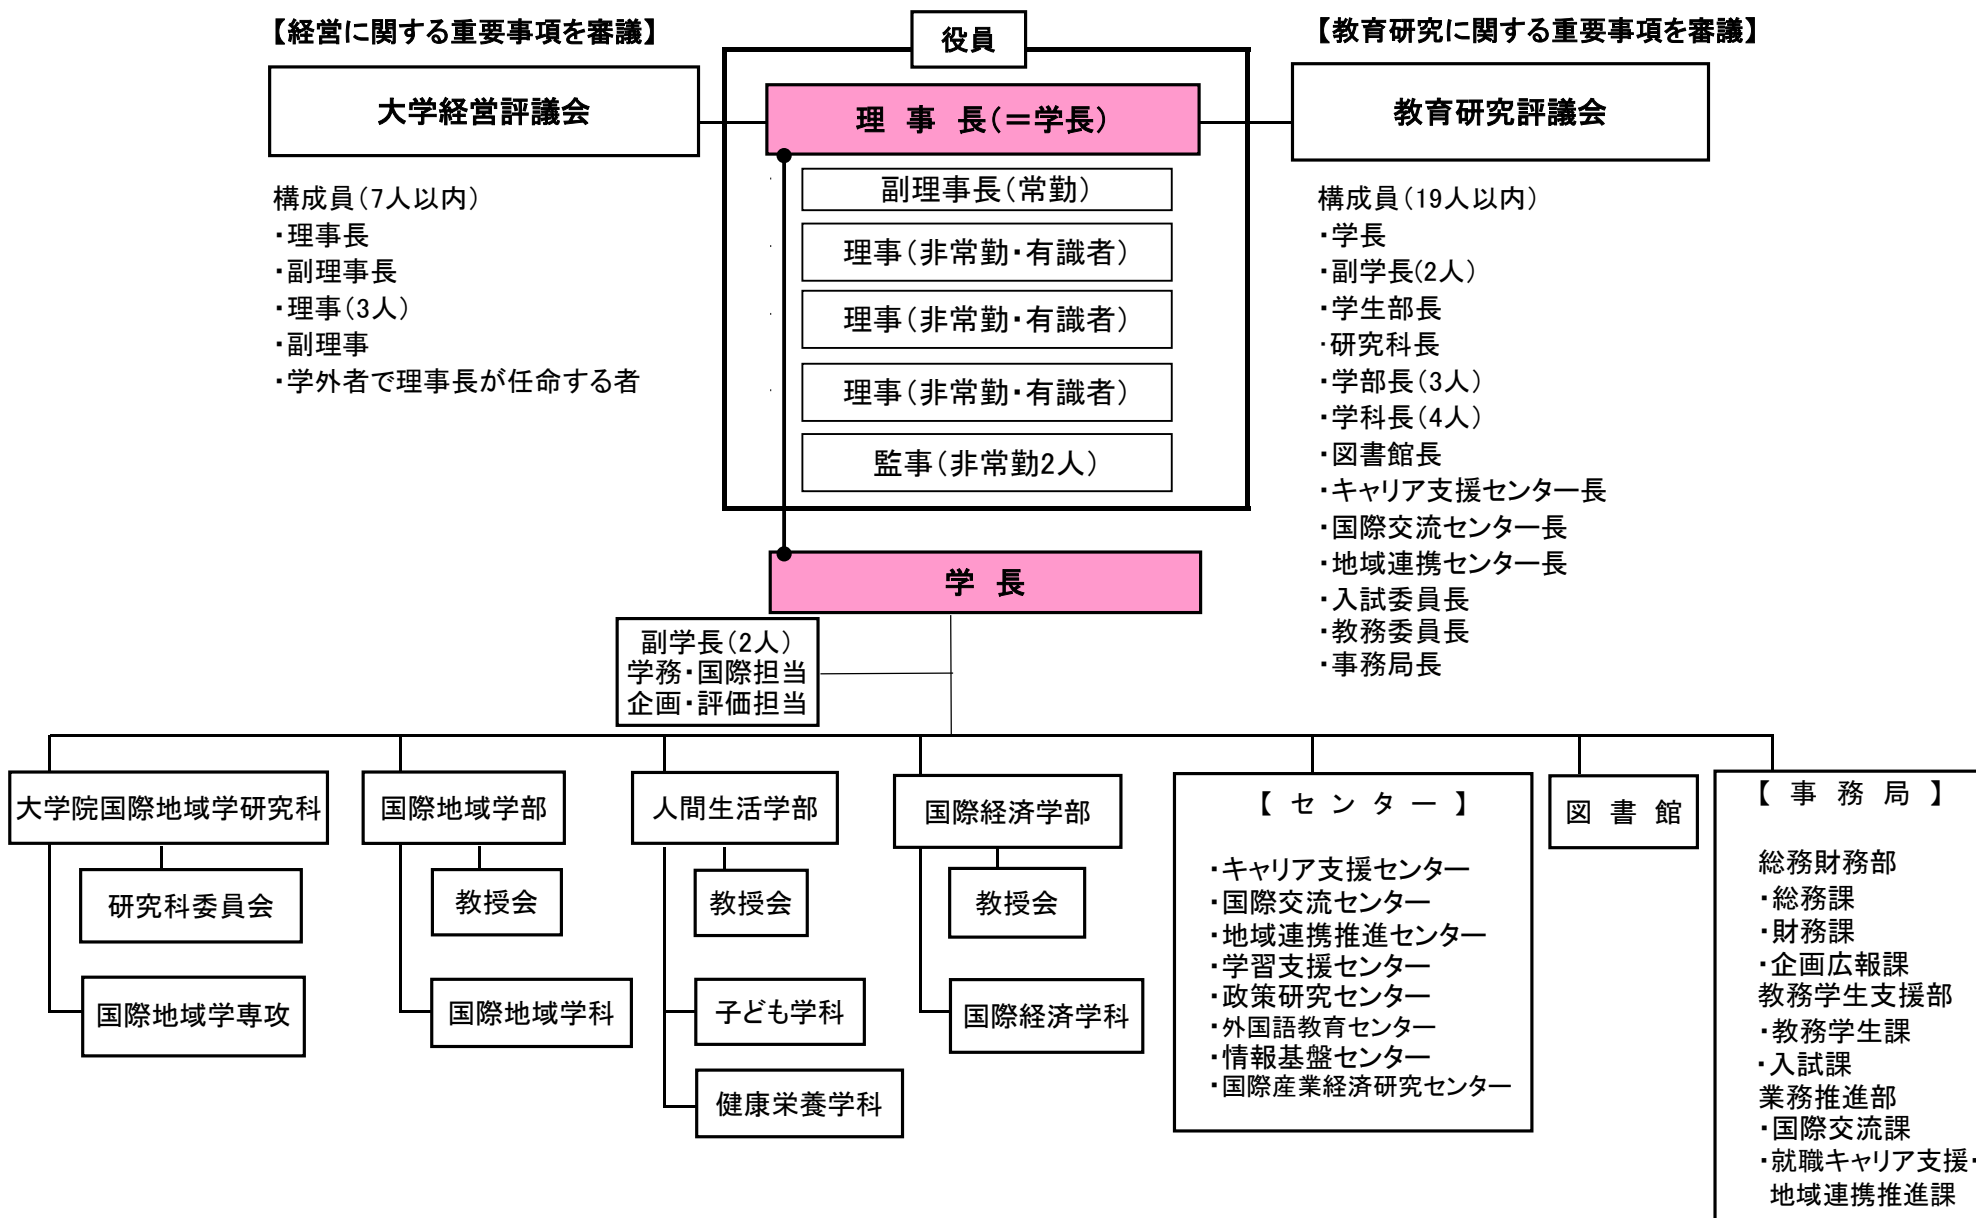 【経営に関する重要事項を審議】
大学経営評議会
構成員(7人以内)
・理事長
・副理事長
・理事(3人)
・副理事
・学外者で理事長が任命する者
役員
理 事 長(=学長)
副理事長(常勤)
理事(非常勤・有識者)
理事(非常勤・有識者)
理事(非常勤・有識者)
監事(非常勤2人)
【教育研究に関する重要事項を審議】
教育研究評議会
構成員(19人以内)
・学長
・副学長(2人)
・学生部長
・研究科長
・学部長(3人)
・学科長(4人)
・図書館長
・キャリア支援センター長
・国際交流センター長
・地域連携センター長
・入試委員長
・教務委員長
・事務局長
学 長
副学長(2人)
学務・国際担当
企画・評価担当
大学院国際地域学研究科
研究科委員会
国際地域学専攻
国際地域学部
教授会
国際地域学科
人間生活学部
教授会
子ども学科
健康栄養学科
国際経済学部
教授会
国際経済学科
【 セ ン タ ー 】
・キャリア支援センター
・国際交流センター
・地域連携推進センター
・学習支援センター
・政策研究センター
・外国語教育センター
・情報基盤センター
・国際産業経済研究センター
図 書 館
【 事 務 局 】
総務財務部
・総務課
・財務課
・企画広報課
教務学生支援部
・教務学生課
・入試課
業務推進部
・国際交流課
・就職キャリア支援・
地域連携推進課